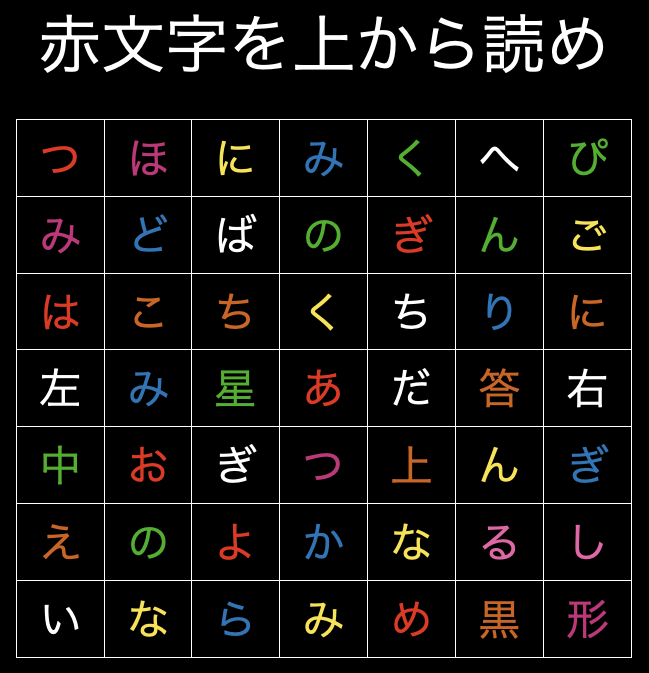 赤文字を上から読め
つ ほ に み く へ ぴ
み ど ば の ぎ ん ご
は こ ち く ち り に
左 み 星 あ だ 答 右
中 お ぎ つ 上 ん ぎ
え の よ か な る し
い な ら み め 黒 形